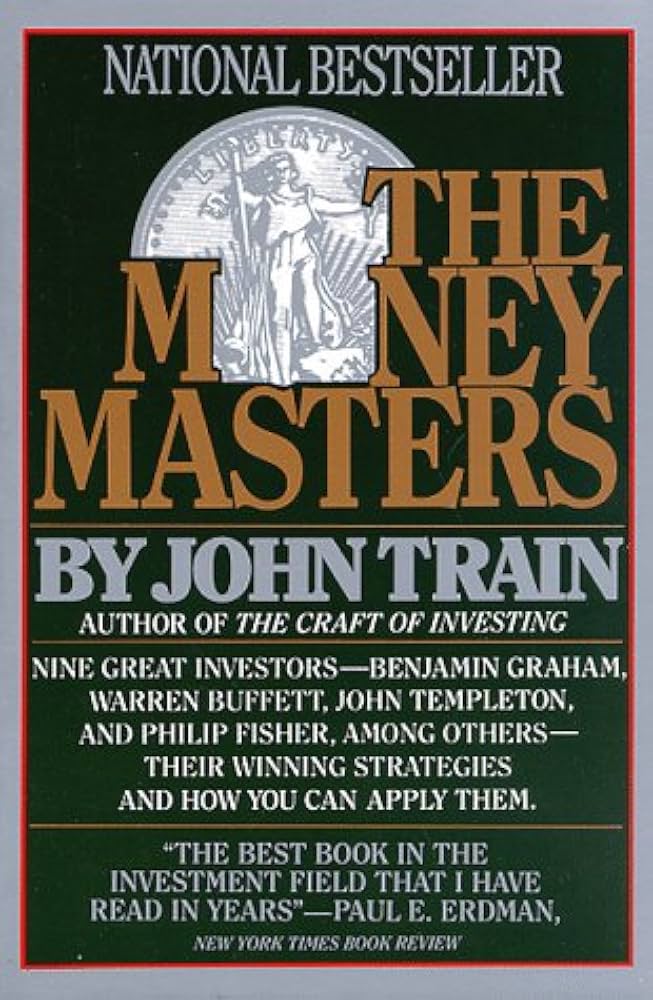 NATIONAL BESTSELLER
LIBERTY
THE
MONEY
MASTERS
BY JOHN TRAIN
AUTHOR OF THE CRAFT OF INVESTING
NINE GREAT INVESTORS—BENJAMIN GRAHAM,
WARREN BUFFETT, JOHN TEMPLETON,
AND PHILIP FISHER, AMONG OTHERS—
THEIR WINNING STRATEGIES
AND HOW YOU CAN APPLY THEM.
“THE BEST BOOK IN THE
INVESTMENT FIELD THAT I HAVE
READ IN YEARS”—PAUL E. ERDMAN,
NEW YORK TIMES BOOK REVIEW